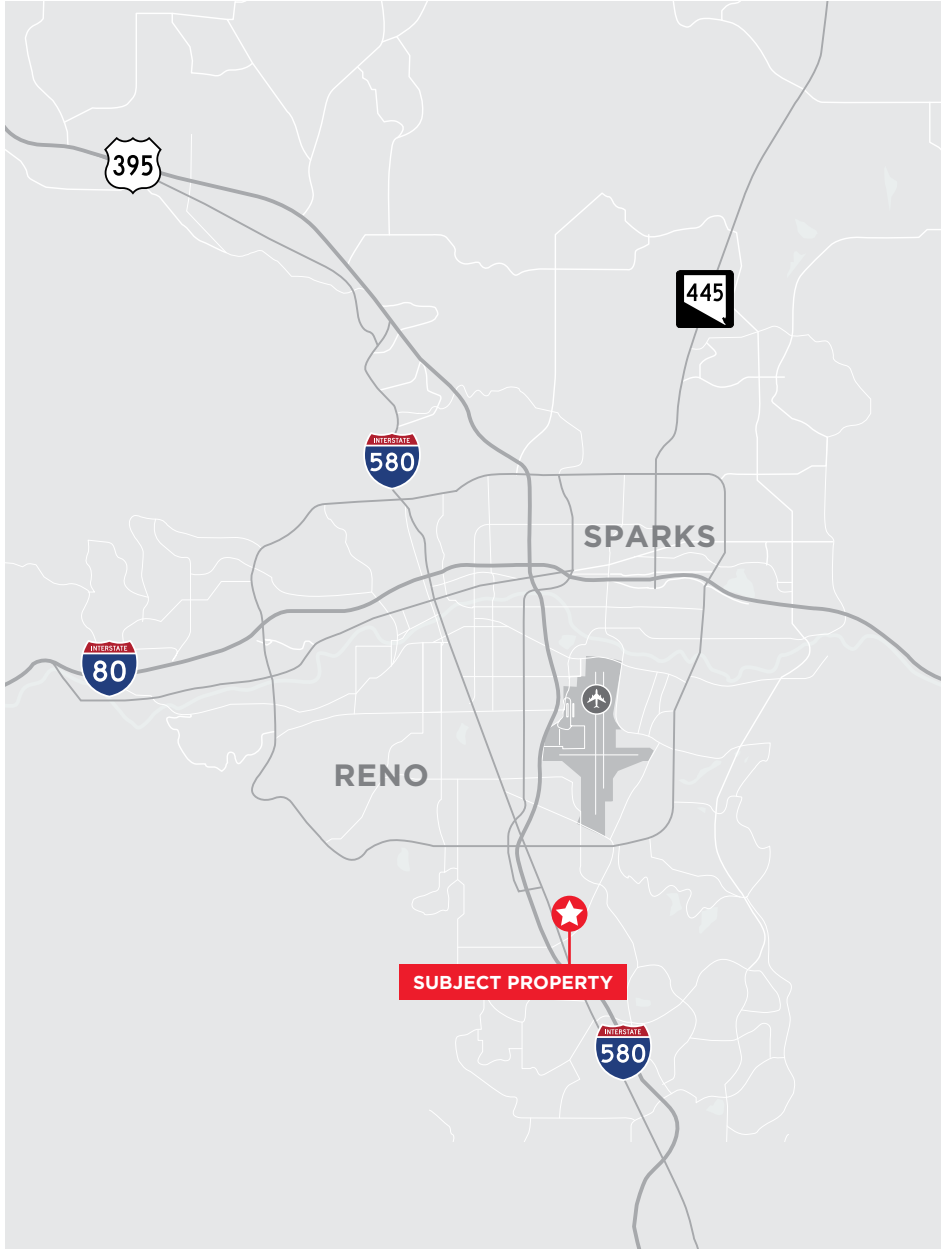 395
445
INTERSTATE
580
SPARKS
INTERSTATE
80
RENO
SUBJECT PROPERTY
INTERSTATE
580